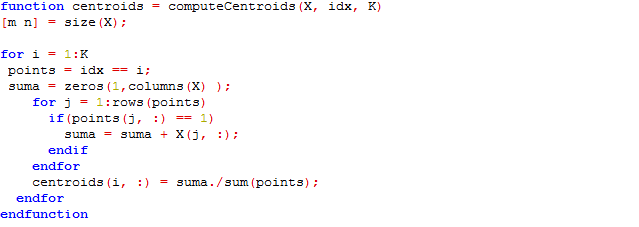 function centroids = computeCentroids(X, idx, K)
[m n] = size(X);
for i = 1:K
points = idx == i;
suma = zeros(1,columns(X) );
for j = 1:rows(points)
if(points(j, :) == 1)
suma = suma + X(j, :);
endif
endfor
centroids(i, :) = suma./sum(points);
endfor
endfunction